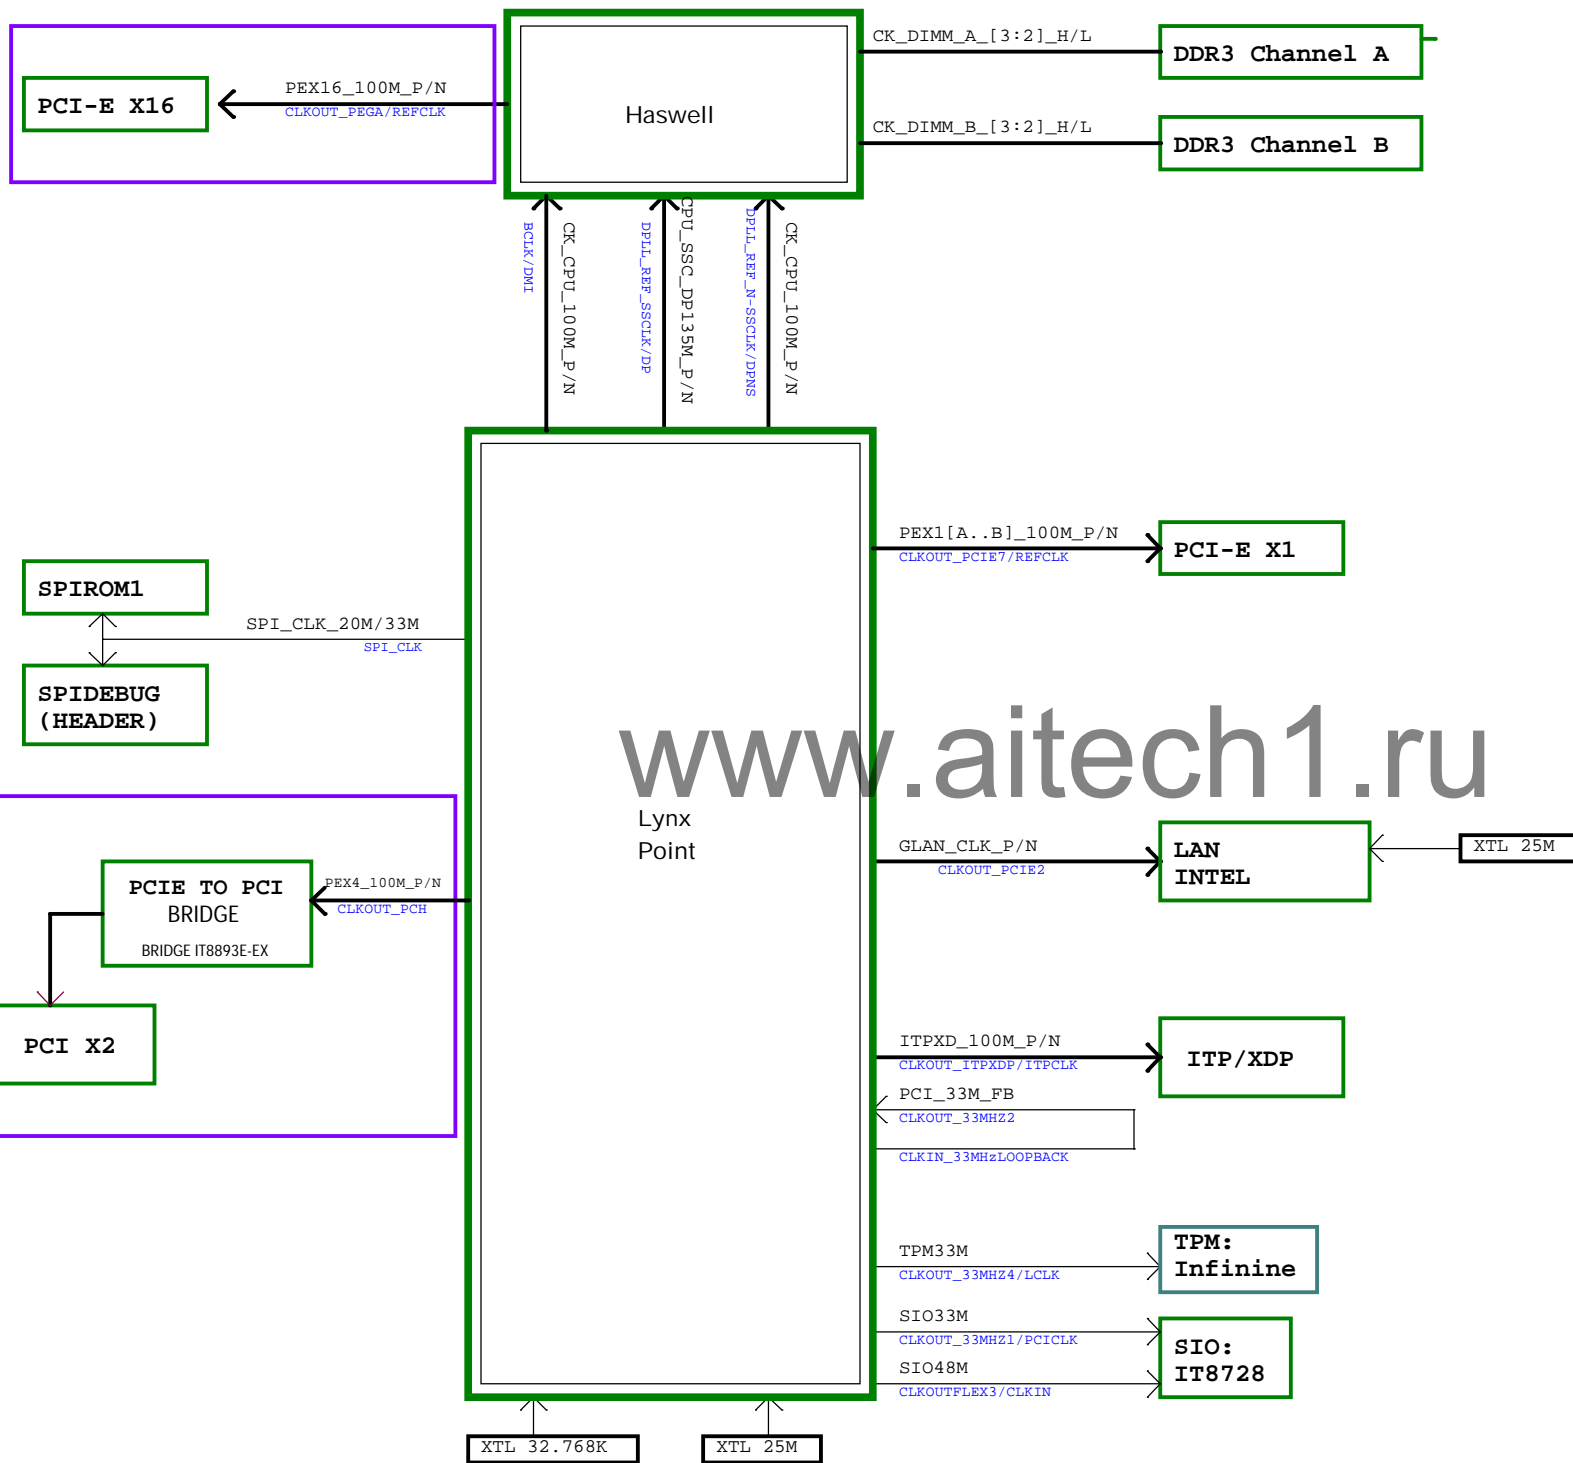 CK_DIMM_A_[3:2]_H/L
DDR3 Channel A
PCI-E X16
PEX16_100M_P/N
CLKOUT_PEGA/REFCLK
Haswell
CK_DIMM_B_[3:2]_H/L
DDR3 Channel B
BCLK/DMI
CK_CPU_100M_P/N
DPLL_REF_SSCLK/DP
CPU_SSC_DP135M_P/N
DPLL_REF_N-SSCLK/DPNS
CK_CPU_100M_P/N
PEX1[A..B]_100M_P/N
CLKOUT_PCIE7/REFCLK
PCI-E X1
SPIROM1
SPI_CLK_20M/33M
SPI_CLK
SPIDEBUG
(HEADER)
www.aitech1.ru
Lynx
Point
GLAN_CLK_P/N
CLKOUT_PCIE2
LAN
INTEL
XTL 25M
PCIE TO PCI
BRIDGE
BRIDGE IT8893E-EX
PEX4_100M_P/N
CLKOUT_PCH
PCI X2
ITPXD_100M_P/N
CLKOUT_ITPXDP/ITPCLK
ITP/XDP
PCI_33M_FB
CLKOUT_33MHZ2
CLKIN_33MHzLOOPBACK
TPM33M
CLKOUT_33MHZ4/LCLK
TPM:
Infinine
SIO33M
CLKOUT_33MHZ1/PCICLK
SIO48M
CLKOUTFLEX3/CLKIN
SIO:
IT8728
XTL 32.768K
XTL 25M